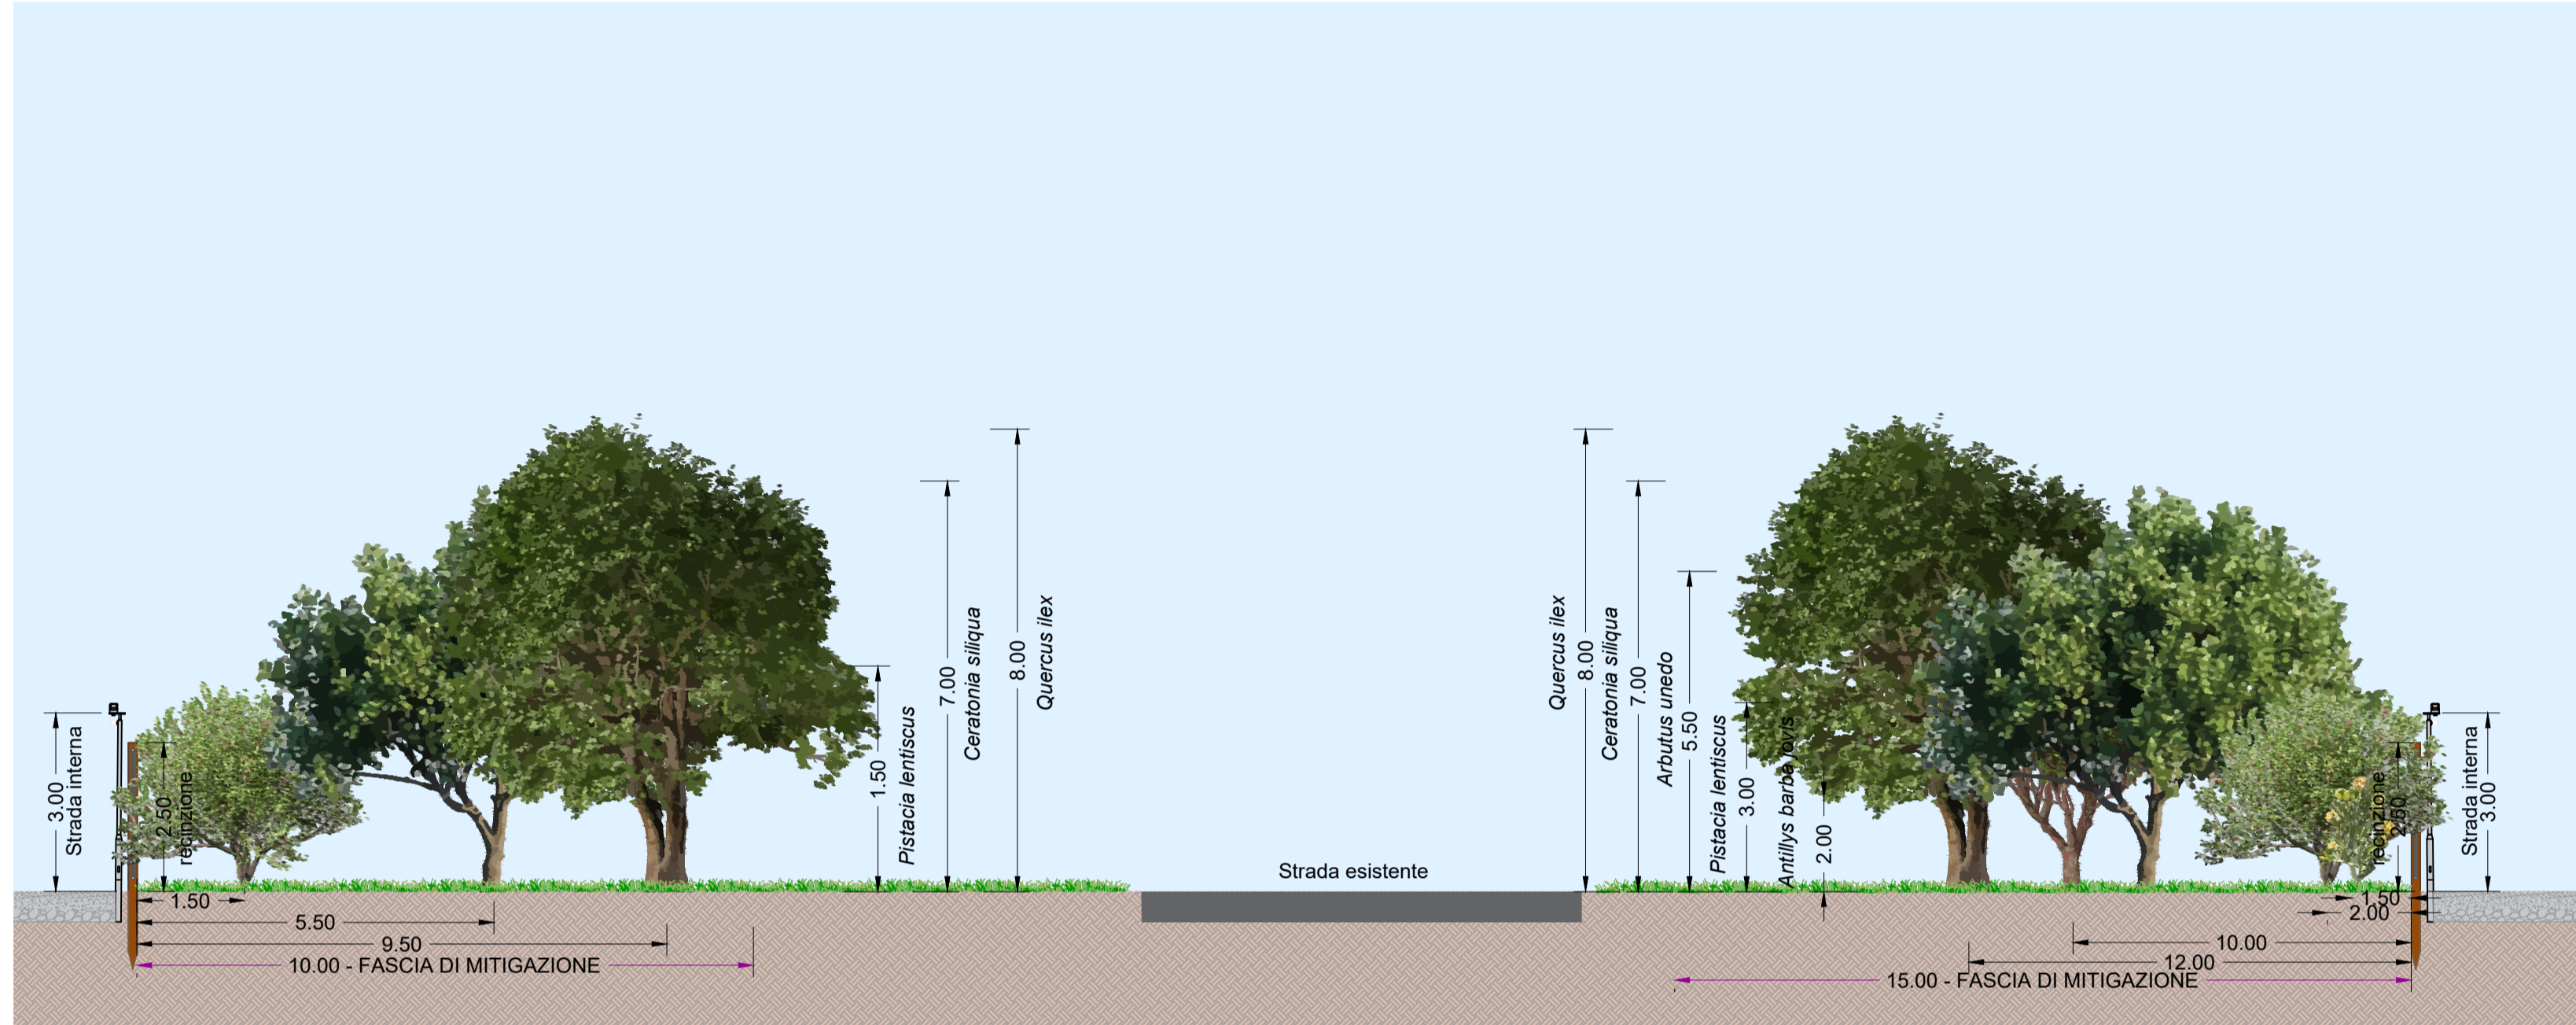 3.00
Strada interna
2.50
recinzione
1.50
Pistacia lentiscus
7.00
Ceratonia siliqua
8.00
Quercus ilex
Strada esistente
Quercus ilex
8.00
Ceratonia siliqua
7.00
Arbutus unedo
5.50
Pistacia lentiscus
3.00
Antillys barba jovis
2.00
recinzione
2.50
Strada interna
3.00
1.50
5.50
9.50
10.00 - FASCIA DI MITIGAZIONE
1.50
2.00
10.00
12.00
15.00 - FASCIA DI MITIGAZIONE